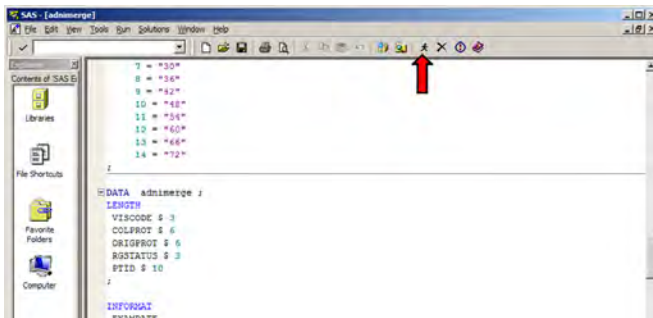 SAS - [adnimerge]
File Edit View Tools Run Solutions Window Help
Contents of 'SAS E
Libraries
File Shortcuts
Favorite
Folders
Computer
7 = "30"
8 = "36"
9 = "42"
10 = "48"
11 = "54"
12 = "60"
13 = "66"
14 = "72"
;
DATA adnimerge ;
LENGTH
VISCODE $ 3
COLPROT $ 6
ORIGPROT $ 6
RGSTATUS $ 3
PTID $ 10
;
INFORMAT
EXAMDATE